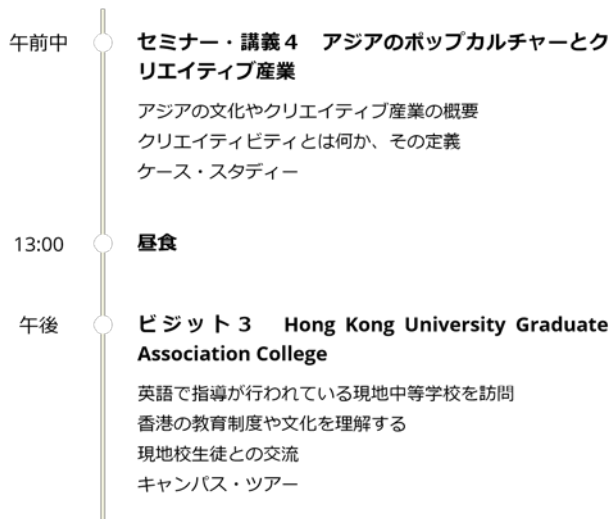 午前中
セミナー・講義４　アジアのポップカルチャーとク
リエイティブ産業
アジアの文化やクリエイティブ産業の概要
クリエイティビティとは何か、その定義
ケース・スタディー
13:00
昼食
午後
ビジット３　Hong Kong University Graduate
Association College
英語で指導が行われている現地中等学校を訪問
香港の教育制度や文化を理解する
現地校生徒との交流
キャンパス・ツアー